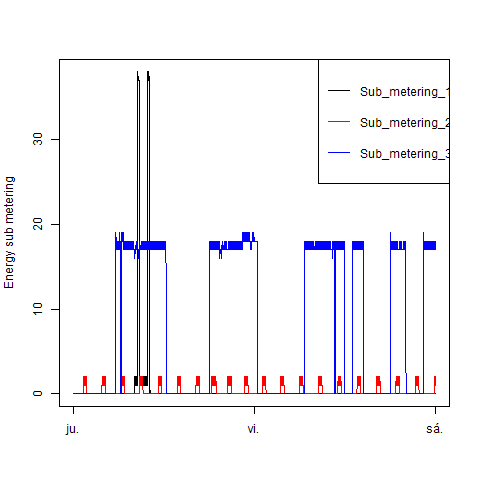 Sub_metering_1
Sub_metering_2
Sub_metering_3
Energy sub metering
30
20
10
0
ju.
vi.
sá.